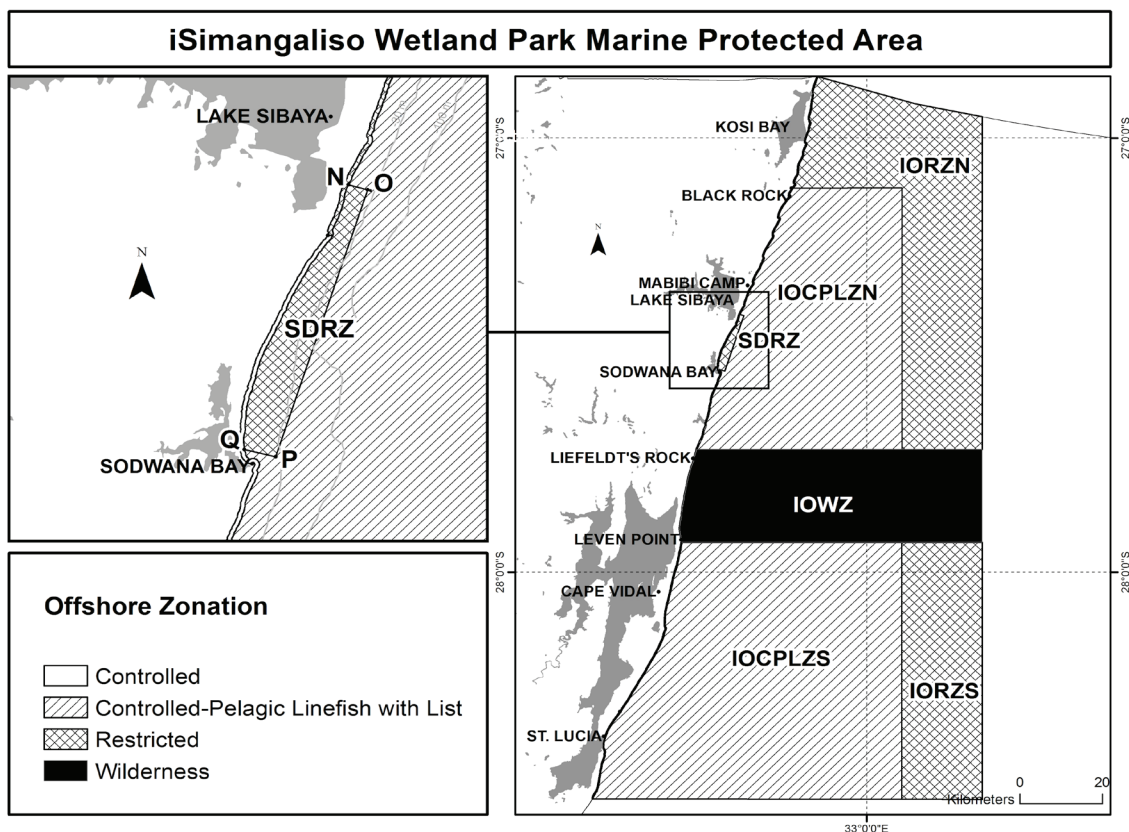 iSimangaliso Wetland Park Marine Protected Area
LAKE SIBAYA
N
O
N
SDRZ
Q
P
SODWANA BAY
Offshore Zonation
Controlled
Controlled-Pelagic Linefish with List
Restricted
Wilderness
27°0'0"S
27°0'0"S
KOSI BAY
IORZN
BLACK ROCK
N
MABIBI CAMP
LAKE SIBAYA
IOCPLZN
SDRZ
SODWANA BAY
LIEFELDT'S ROCK
IOWZ
LEVEN POINT
28°0'0"S
28°0'0"S
CAPE VIDAL
IOCPLZS
IORZS
ST. LUCIA
0 20
Kilometers
33°0'0"E